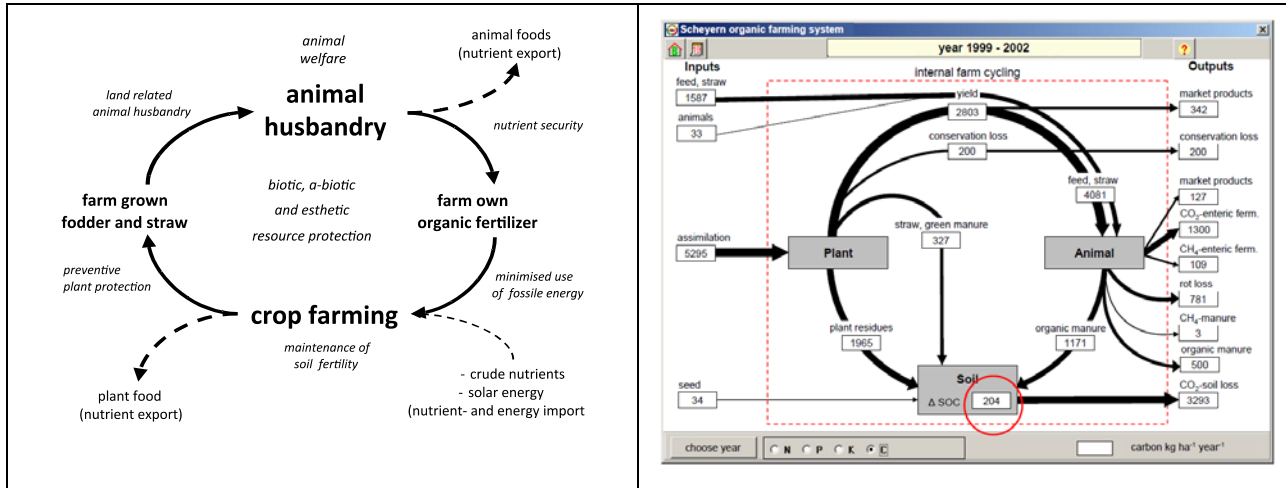 animal
welfare
animal foods
(nutrient export)
land related
animal husbandry
animal
husbandry
nutrient security
farm grown
fodder and straw
biotic, a-biotic
and esthetic
resource protection
farm own
organic fertilizer
preventive
plant protection
minimised use
of fossile energy
crop farming
maintenance of
soil fertility
plant food
(nutrient export)
- crude nutrients
- solar energy
(nutrient- and energy import
Scheyern organic farming system
year 1999 - 2002
?
Inputs
internal farm cycling
Outputs
feed, straw
1587
animals
33
yield
2803
market products
342
conservation loss
200
conservation loss
200
feed, straw
4081
market products
127
CO₂-enteric ferm.
1300
straw, green manure
327
assimilation
5295
Plant
Animal
CH₄-enteric ferm.
109
rot loss
781
plant residues
1965
organic manure
1171
CH₄-manure
3
organic manure
500
seed
34
Soil
Δ SOC 204
CO₂-soil loss
3293
choose year
N P K C
carbon kg ha⁻¹ year⁻¹